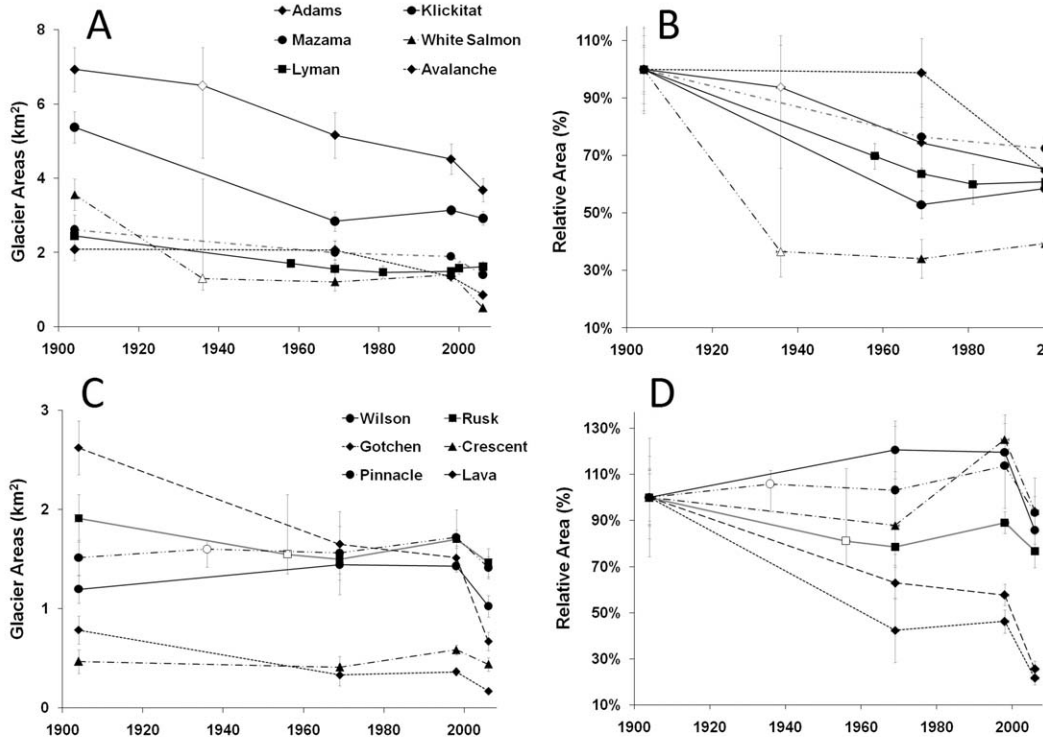 A
Adams
Klickitat
Mazama
White Salmon
Lyman
Avalanche
Glacier Areas (km²)
8
6
4
2
0
1900 1920 1940 1960 1980 2000
B
Relative Area (%)
110%
90%
70%
50%
30%
10%
1900 1920 1940 1960 1980 2
C
Wilson
Rusk
Gotchen
Crescent
Pinnacle
Lava
Glacier Areas (km²)
3
2
1
0
1900 1920 1940 1960 1980 2000
D
Relative Area (%)
130%
110%
90%
70%
50%
30%
10%
1900 1920 1940 1960 1980 2000